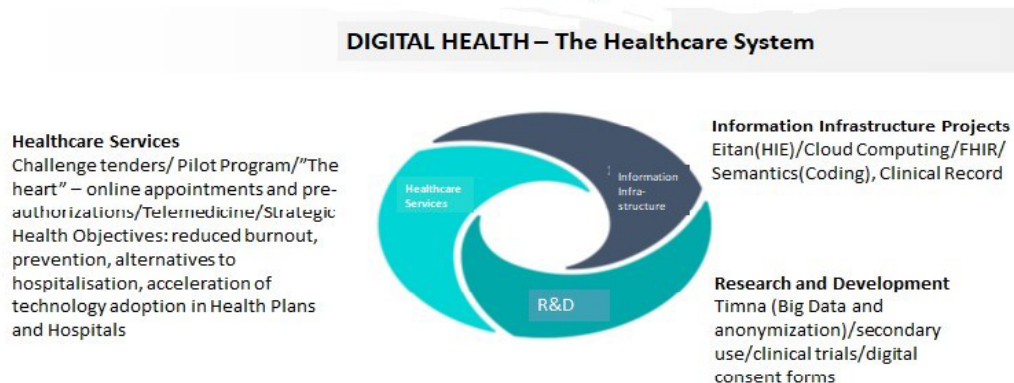 DIGITAL HEALTH – The Healthcare System
Healthcare Services
Challenge tenders/ Pilot Program/”The
heart” – online appointments and pre-
authorizations/Telemedicine/Strategic
Health Objectives: reduced burnout,
prevention, alternatives to
hospitalisation, acceleration of
technology adoption in Health Plans
and Hospitals
Healthcare
Services
Information
Infra-
structure
R&D
Information Infrastructure Projects
Eitan(HIE)/Cloud Computing/FHIR/
Semantics(Coding), Clinical Record
Research and Development
Timna (Big Data and
anonymization)/secondary
use/clinical trials/digital
consent forms